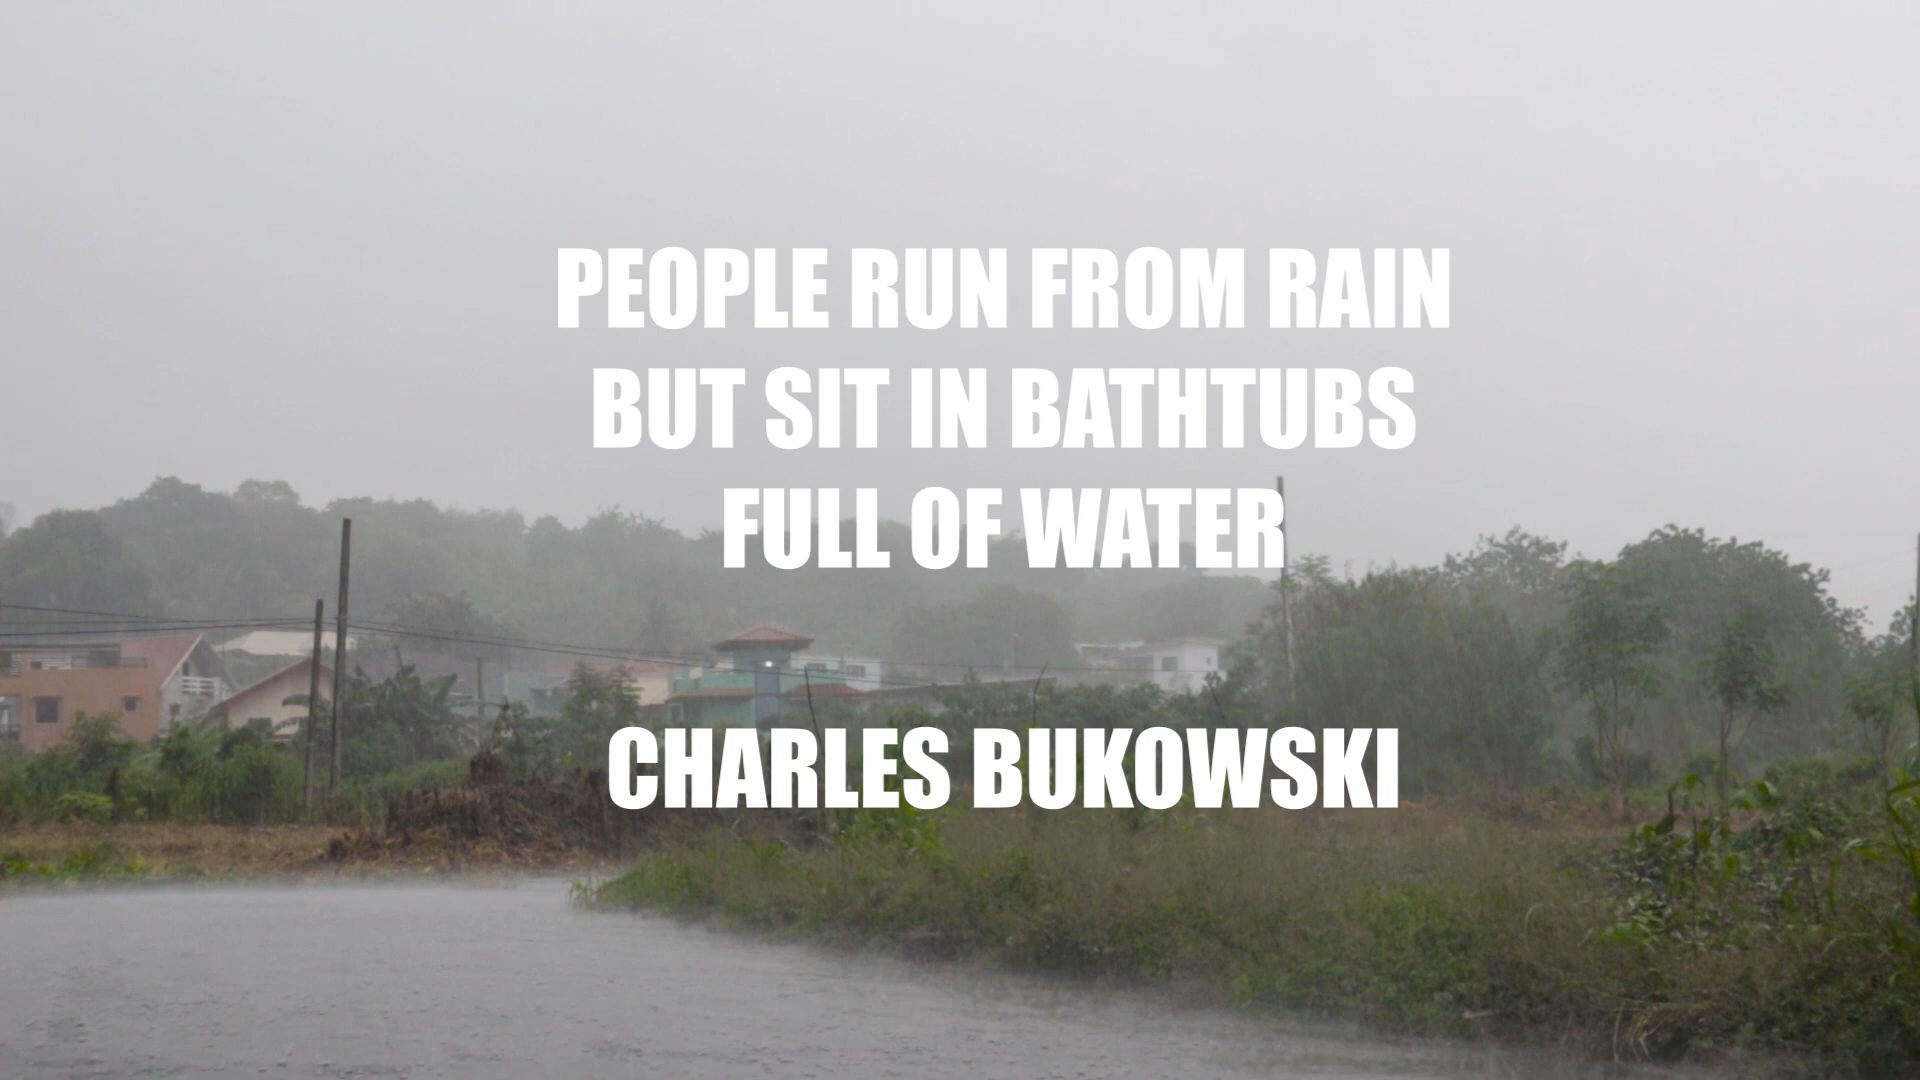 PEOPLE RUN FROM RAIN
BUT SIT IN BATHTUBS
FULL OF WATER
CHARLES BUKOWSKI